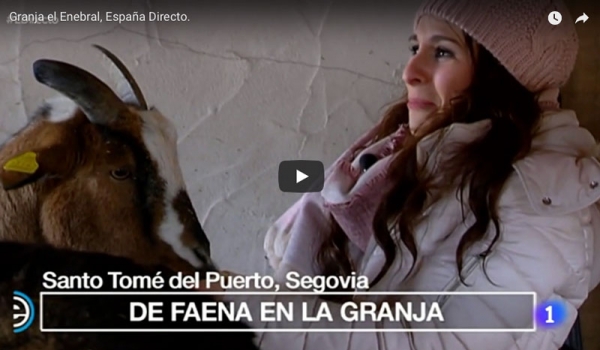 Granja el Enebral, España Directo.
Santo Tomé del Puerto, Segovia
DE FAENA EN LA GRANJA
1